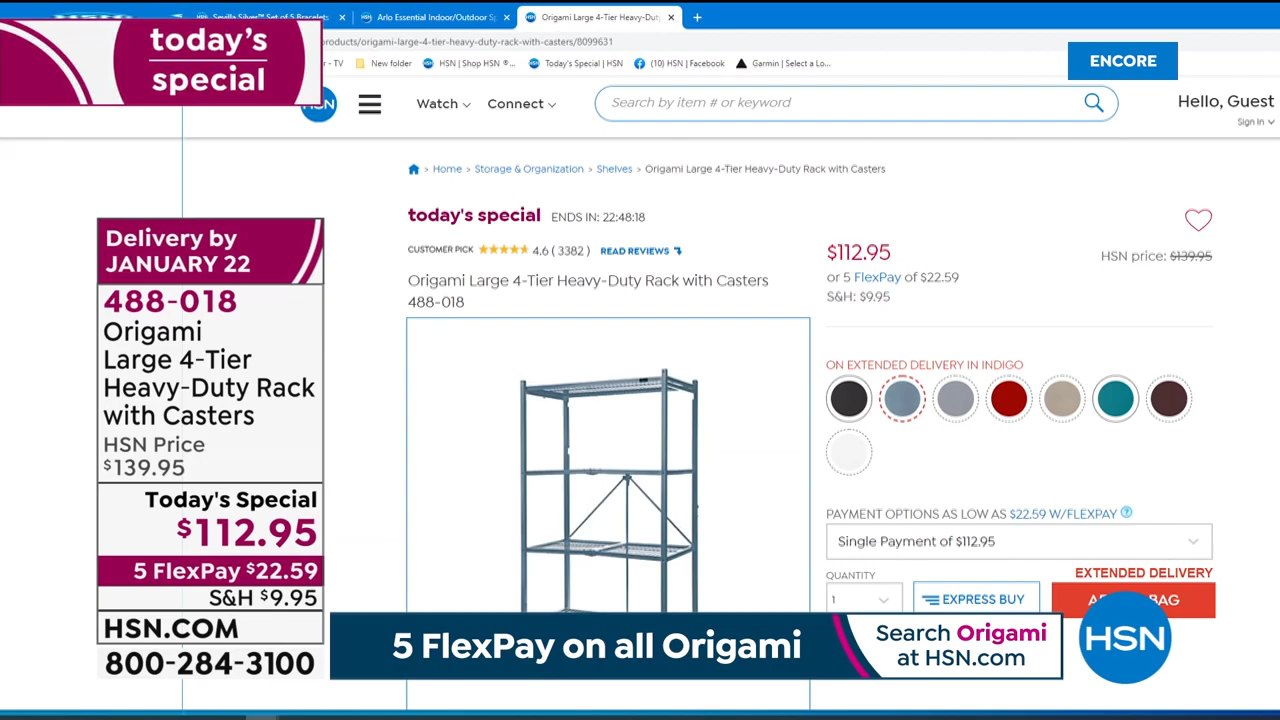 Sevilla Silver™ Set of 5 Bracelets
Arlo Essential Indoor/Outdoor Sp
Origami Large 4-Tier Heavy-Duty
products/origami-large-4-tier-heavy-duty-rack-with-casters/8099631
r - TV
New folder
HSN | Shop HSN ®...
Today's Special | HSN
(10) HSN | Facebook
Garmin | Select a Lo...
today's
special
ENCORE
HSN
Watch
Connect
Search by item # or keyword
Hello, Guest
Sign In
> Home > Storage & Organization > Shelves > Origami Large 4-Tier Heavy-Duty Rack with Casters
today's special ENDS IN: 22:48:18
CUSTOMER PICK 4.6 ( 3382 ) READ REVIEWS
Origami Large 4-Tier Heavy-Duty Rack with Casters
488-018
$112.95
HSN price: $139.95
or 5 FlexPay of $22.59
S&H: $9.95
ON EXTENDED DELIVERY IN INDIGO
PAYMENT OPTIONS AS LOW AS $22.59 W/FLEXPAY ?
Single Payment of $112.95
QUANTITY
EXTENDED DELIVERY
1
EXPRESS BUY
BAG
Delivery by
JANUARY 22
488-018
Origami
Large 4-Tier
Heavy-Duty Rack
with Casters
HSN Price
$139.95
Today's Special
$112.95
5 FlexPay $22.59
S&H $9.95
HSN.COM
800-284-3100
5 FlexPay on all Origami
Search Origami
at HSN.com
HSN